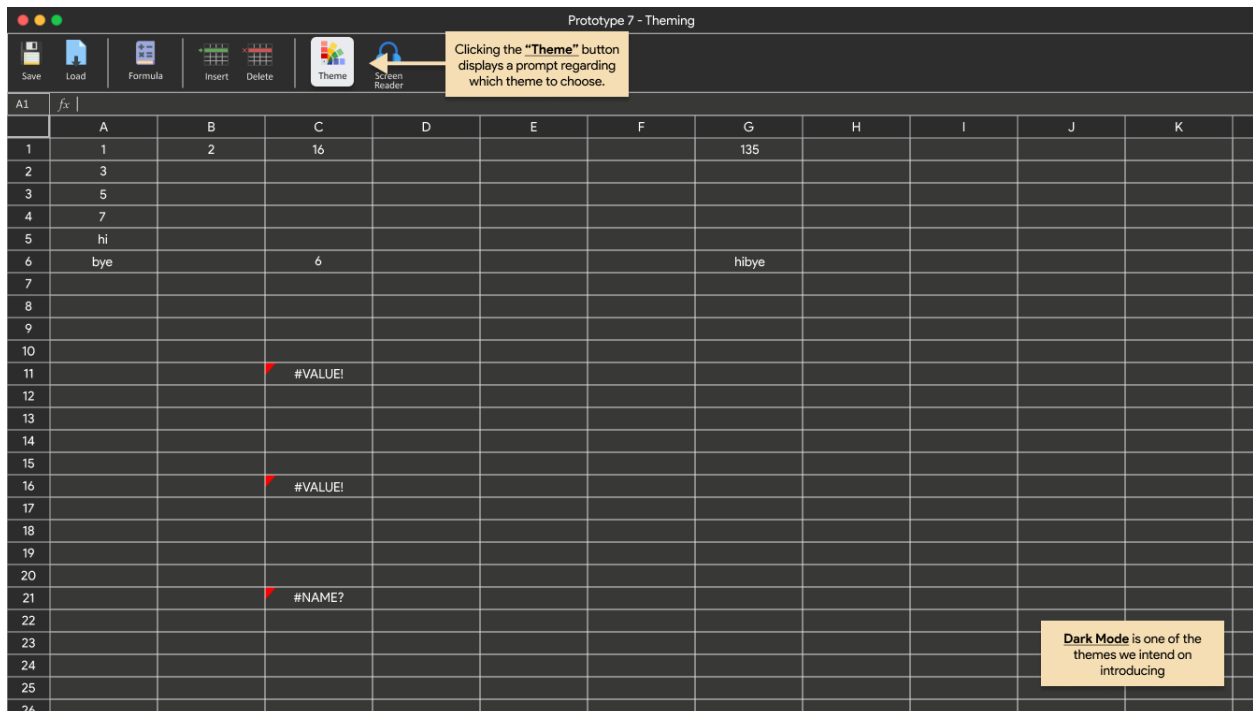 Prototype 7 - Theming
Save Load Formula Insert Delete Theme Screen
Reader
Clicking the “Theme” button
displays a prompt regarding
which theme to choose.
A1 fx
A B C D E F G H I J K
1 1 2 16 135
2 3
3 5
4 7
5 hi
6 bye 6 hibye
7
8
9
10
11 #VALUE!
12
13
14
15
16 #VALUE!
17
18
19
20
21 #NAME?
22
23
24
25
26
Dark Mode is one of the
themes we intend on
introducing